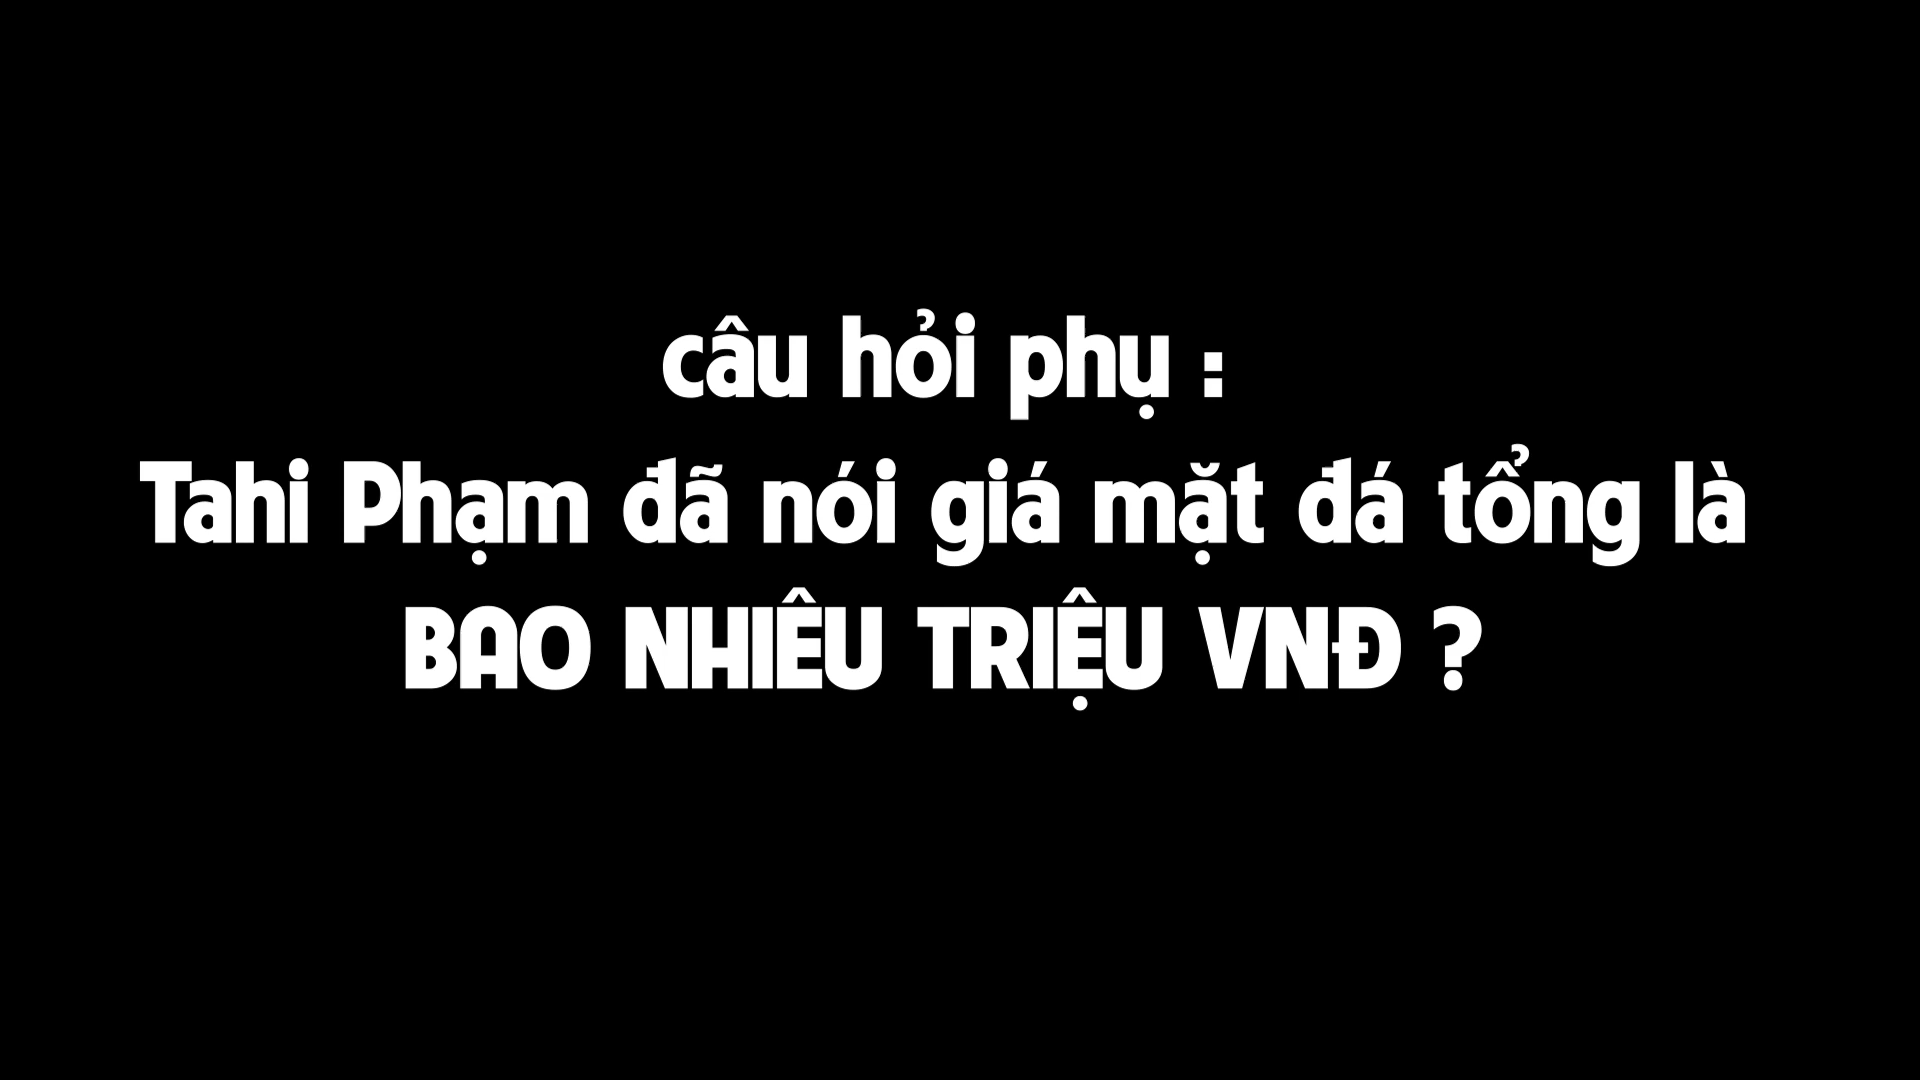 câu hỏi phụ :
Tahi Phạm đã nói giá mặt đá tổng là
BAO NHIÊU TRIỆU VNĐ ?